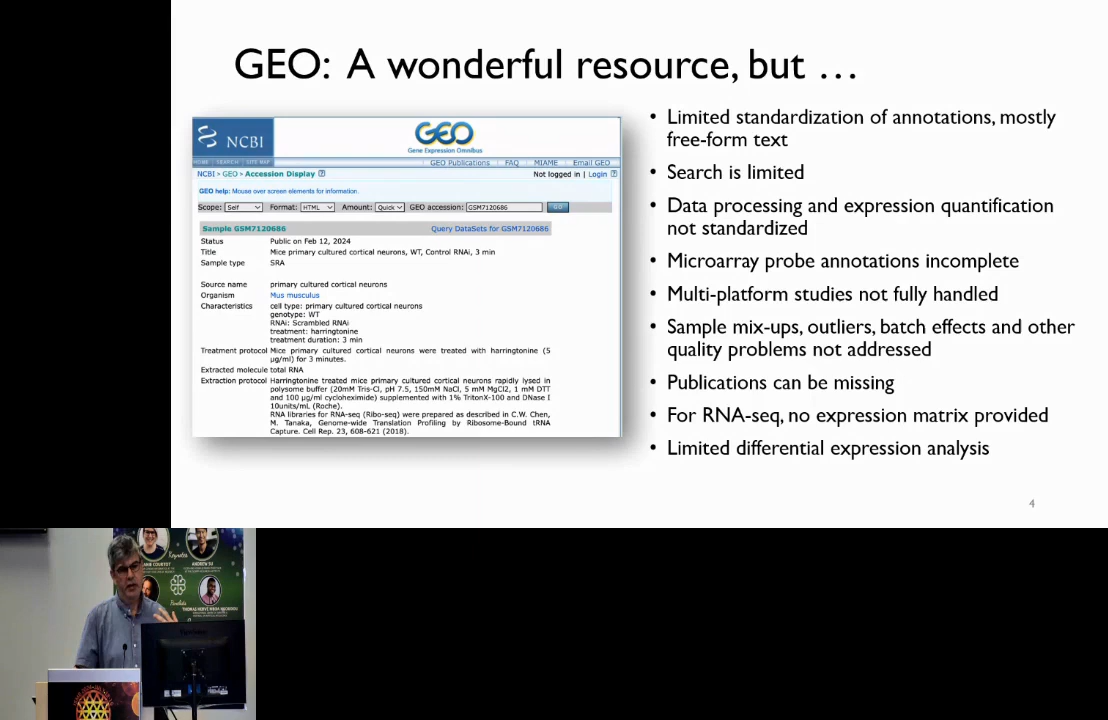 GEO: A wonderful resource, but …
NCBI
GEO
Gene Expression Omnibus
HOME | SEARCH | SITE MAP
GEO Publications FAQ MIAME Email GEO
NCBI > GEO > Accession Display
Not logged in | Login
GEO help: Mouse over screen elements for information.
Scope: Self Format: HTML Amount: Quick GEO accession: GSM7120686 GO
Sample GSM7120686 Query DataSets for GSM7120686
Status Public on Feb 12, 2024
Title Mice primary cultured cortical neurons, WT, Control RNAi, 3 min
Sample type SRA
Source name primary cultured cortical neurons
Organism Mus musculus
Characteristics cell type: primary cultured cortical neurons
genotype: WT
RNAi: Scrambled RNAi
treatment: harringtonine
treatment duration: 3 min
Treatment protocol Mice primary cultured cortical neurons were treated with harringtonine (5
µg/ml) for 3 minutes.
Extracted molecule total RNA
Extraction protocol Harringtone treated mice primary cultured cortical neurons rapidly lysed in
polysome buffer (20mM Tris-Cl, pH 7.5, 150mM NaCl, 5 mM MgCl2, 1 mM DTT
and 100 µg/ml cycloheximide) supplemented with 1% TritonX-100 and DNase I
10units/mL (Roche).
RNA libraries for RNA-seq (Ribo-seq) were prepared as described in C.W. Chen,
M. Tanaka, Genome-wide Translation Profiling by Ribosome-Bound tRNA
Capture. Cell Rep. 23, 608-621 (2018).
• Limited standardization of annotations, mostly
free-form text
• Search is limited
• Data processing and expression quantification
not standardized
• Microarray probe annotations incomplete
• Multi-platform studies not fully handled
• Sample mix-ups, outliers, batch effects and other
quality problems not addressed
• Publications can be missing
• For RNA-seq, no expression matrix provided
• Limited differential expression analysis
4
Keynotes
ANDREW SU
Finalists